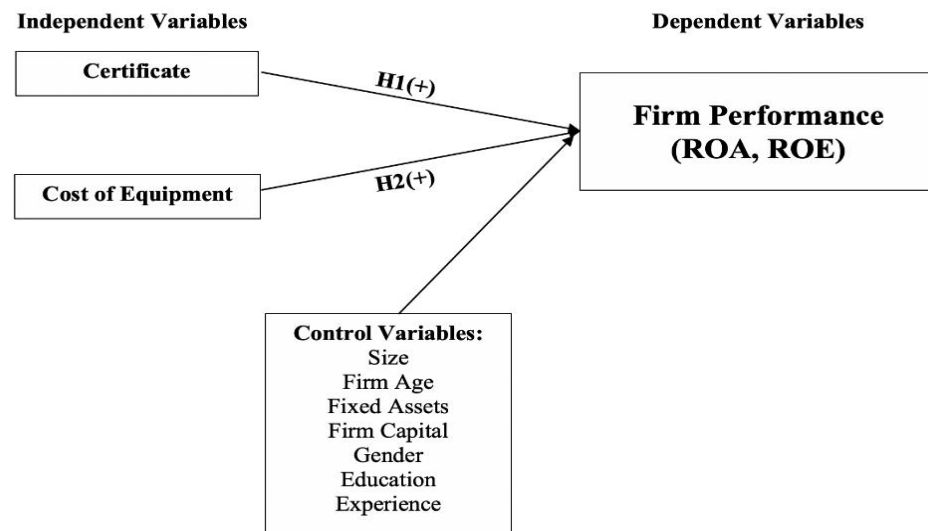 Independent Variables
Dependent Variables
Certificate
H1(+)
Firm Performance
(ROA, ROE)
Cost of Equipment
H2(+)
Control Variables:
Size
Firm Age
Fixed Assets
Firm Capital
Gender
Education
Experience